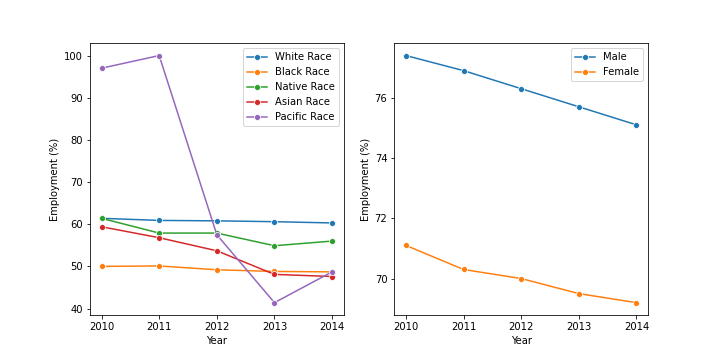 100
90
80
70
60
50
40
Employment (%)
2010 2011 2012 2013 2014
Year
White Race
Black Race
Native Race
Asian Race
Pacific Race
76
74
72
70
Employment (%)
2010 2011 2012 2013 2014
Year
Male
Female